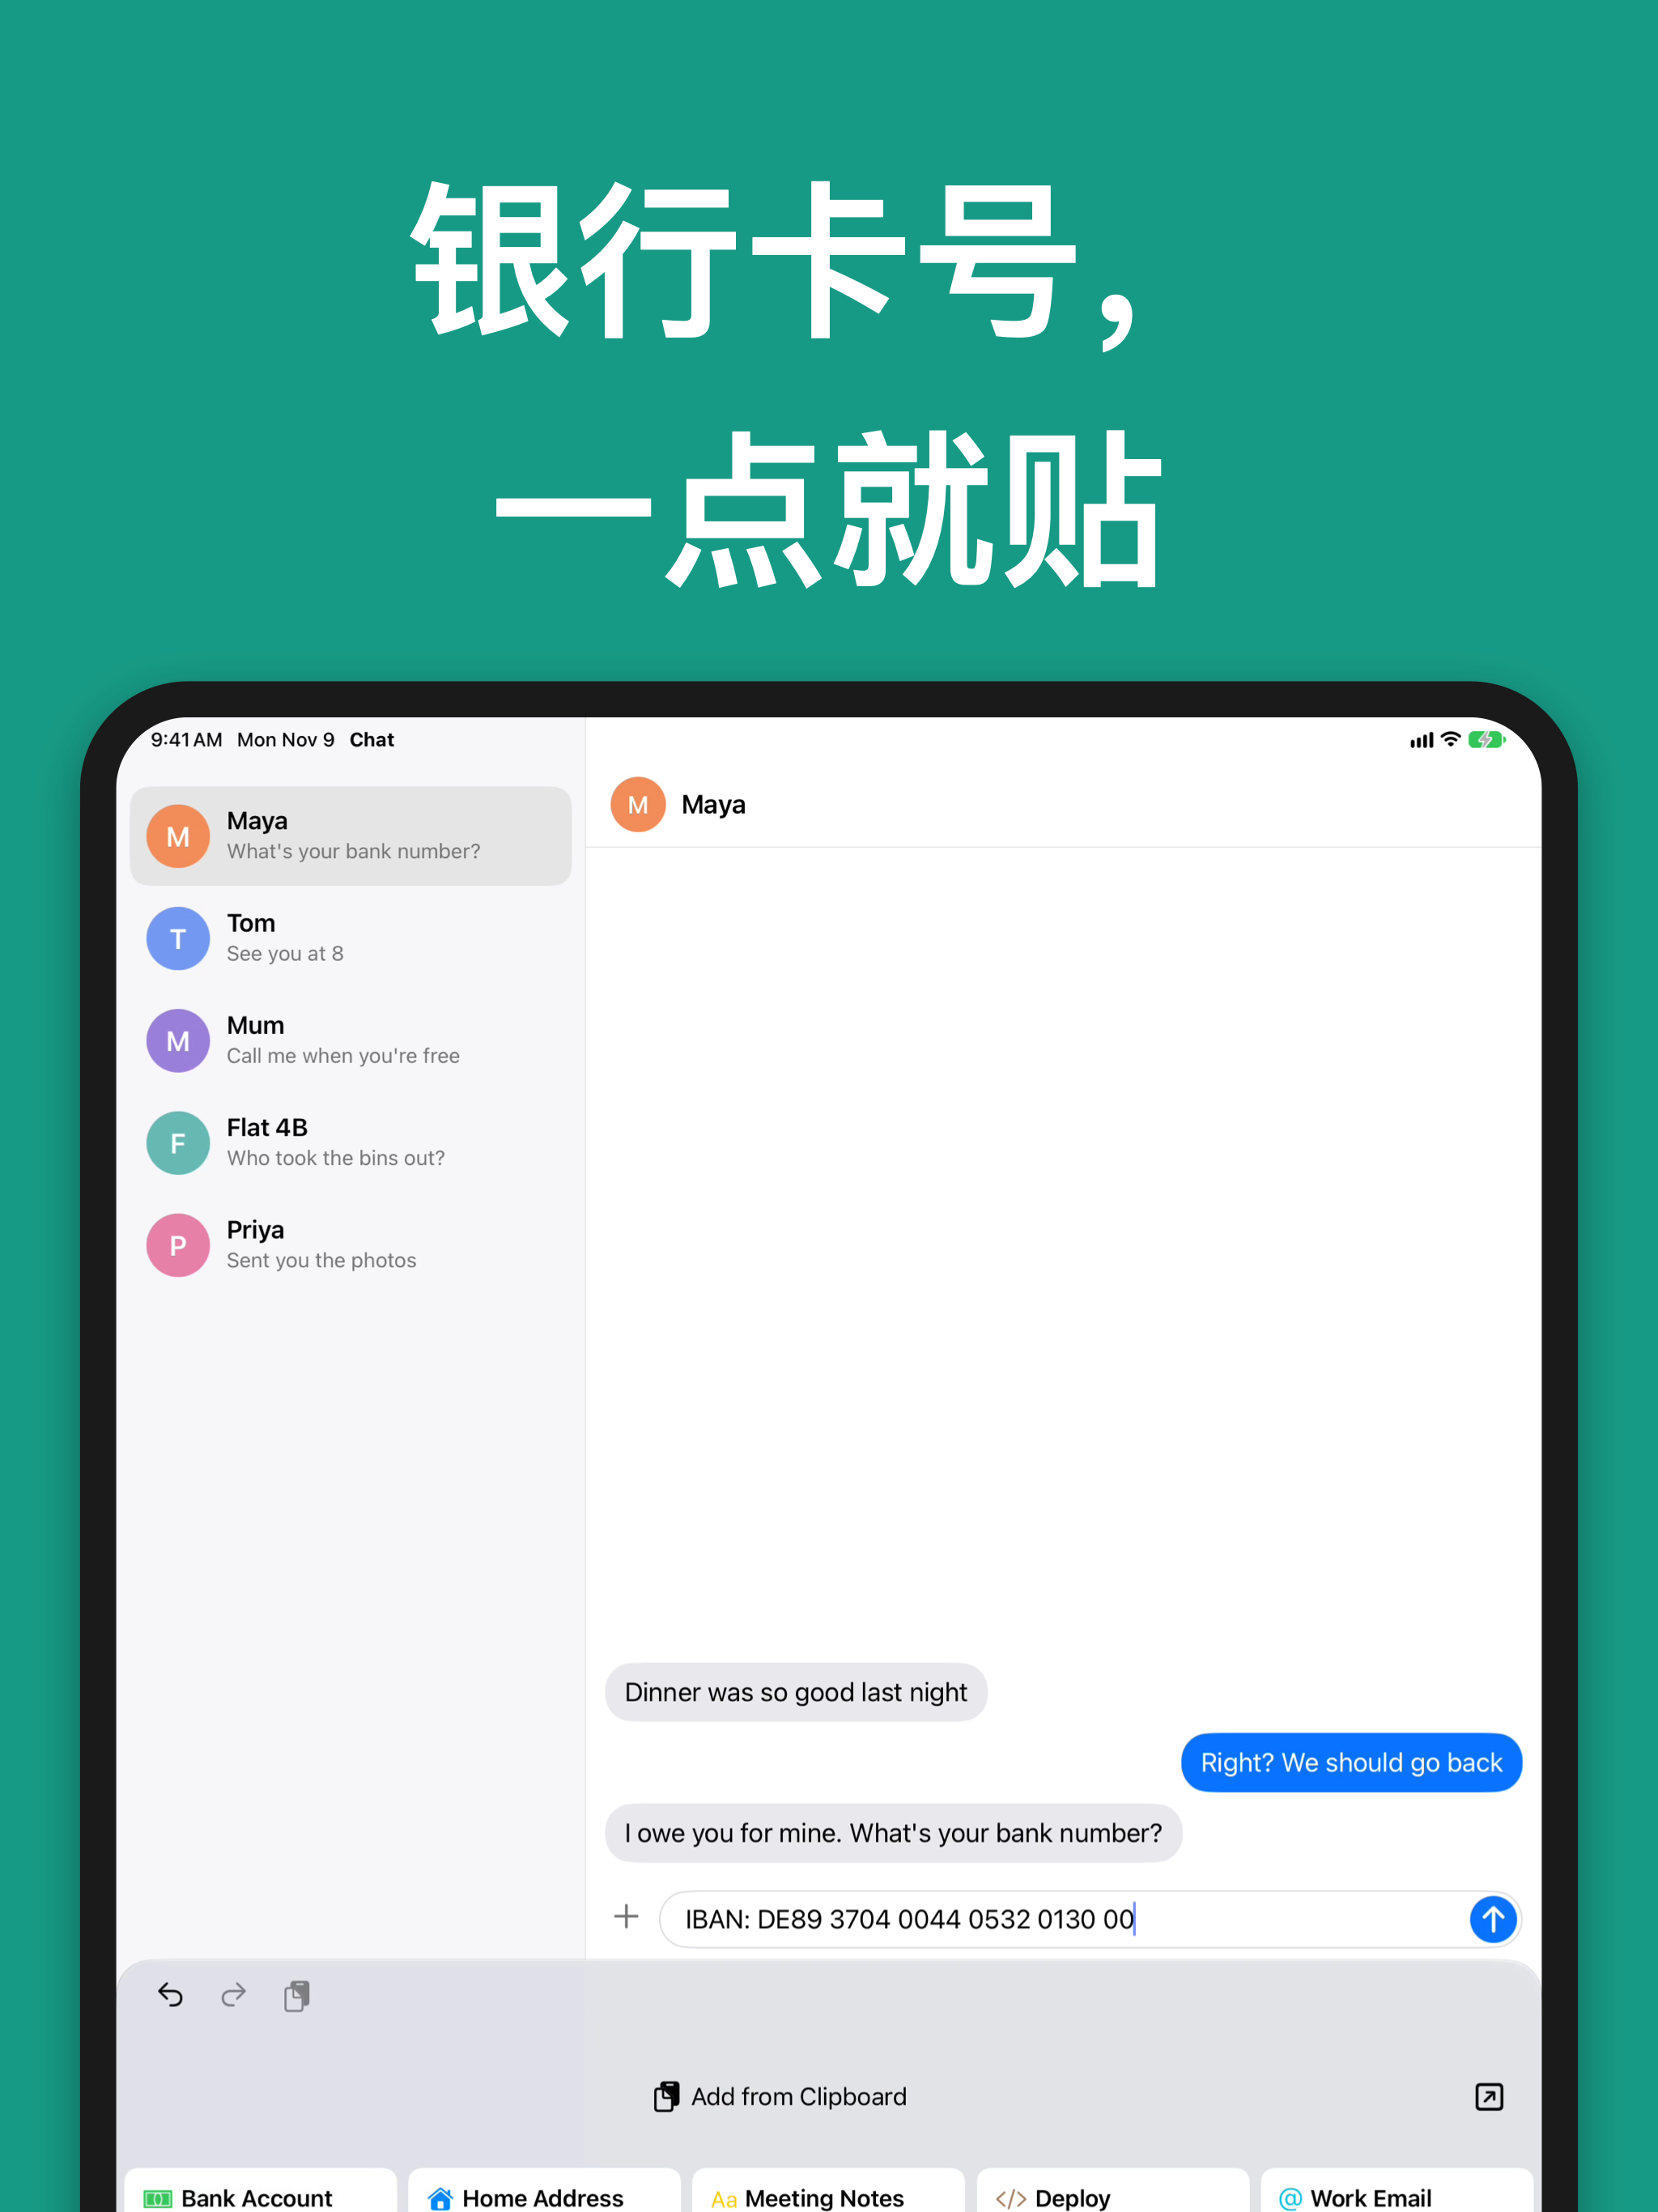 银行卡号，
一点就贴
9:41 AM Mon Nov 9 Chat
M
Maya
What's your bank number?
T
Tom
See you at 8
M
Mum
Call me when you're free
F
Flat 4B
Who took the bins out?
P
Priya
Sent you the photos
M Maya
Dinner was so good last night
Right? We should go back
I owe you for mine. What's your bank number?
IBAN: DE89 3704 0044 0532 0130 00
Add from Clipboard
Bank Account
Home Address
Aa Meeting Notes
</> Deploy
@ Work Email